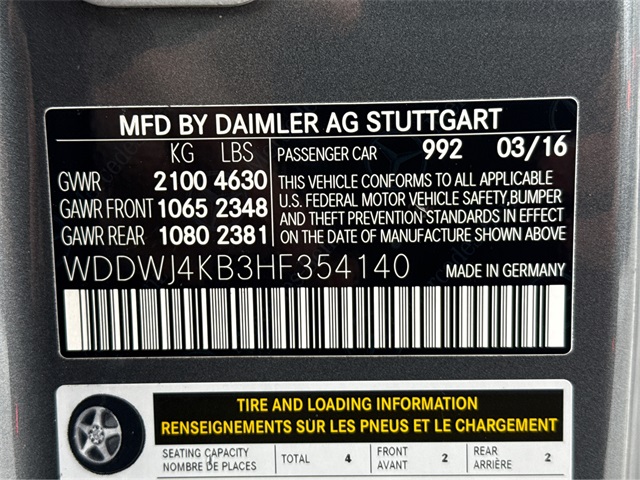 MFD BY DAIMLER AG STUTTGART
KG LBS
PASSENGER CAR 992 03/16
GVWR 2100 4630
GAWR FRONT 1065 2348
GAWR REAR 1080 2381
THIS VEHICLE CONFORMS TO ALL APPLICABLE
U.S. FEDERAL MOTOR VEHICLE SAFETY, BUMPER
AND THEFT PREVENTION STANDARDS IN EFFECT
ON THE DATE OF MANUFACTURE SHOWN ABOVE
WDDWJ4KB3HF354140 MADE IN GERMANY
TIRE AND LOADING INFORMATION
RENSEIGNEMENTS SUR LES PNEUS ET LE CHARGEMENT
SEATING CAPACITY
NOMBRE DE PLACES
TOTAL 4
FRONT
AVANT 2
REAR
ARRIÈRE 2